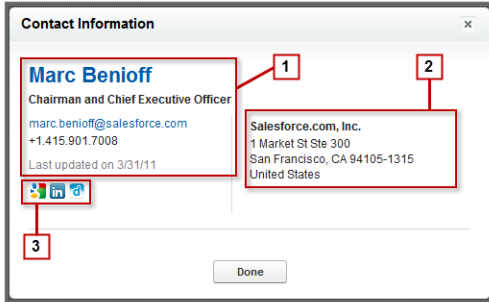 Contact Information
×
1
2
Marc Benioff
Chairman and Chief Executive Officer
marc.benioff@salesforce.com
+1.415.901.7008
Last updated on 3/31/11
Salesforce.com, Inc.
1 Market St Ste 300
San Francisco, CA 94105-1315
United States
in
3
Done